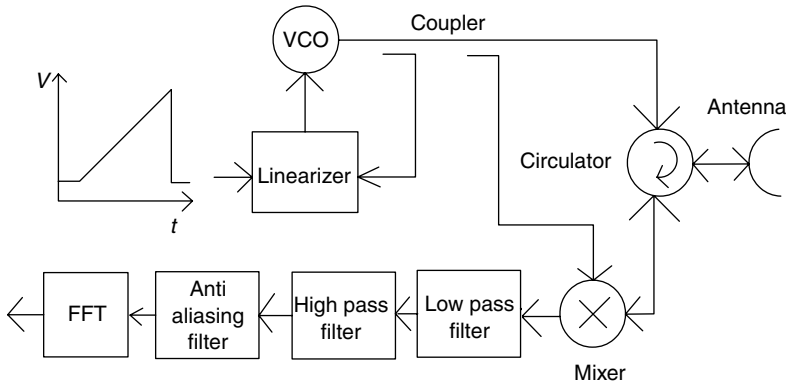 VCO
Coupler
V
t
Linearizer
Circulator
Antenna
FFT
Anti
aliasing
filter
High pass
filter
Low pass
filter
Mixer